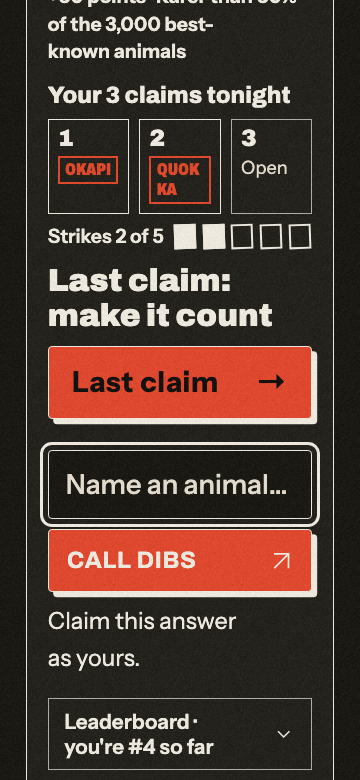 of the 3,000 best-
known animals
Your 3 claims tonight
1
OKAPI
2
QUOK
KA
3
Open
Strikes 2 of 5
Last claim:
make it count
Last claim →
Name an animal...
CALL DIBS ↗
Claim this answer
as yours.
Leaderboard ·
you're #4 so far